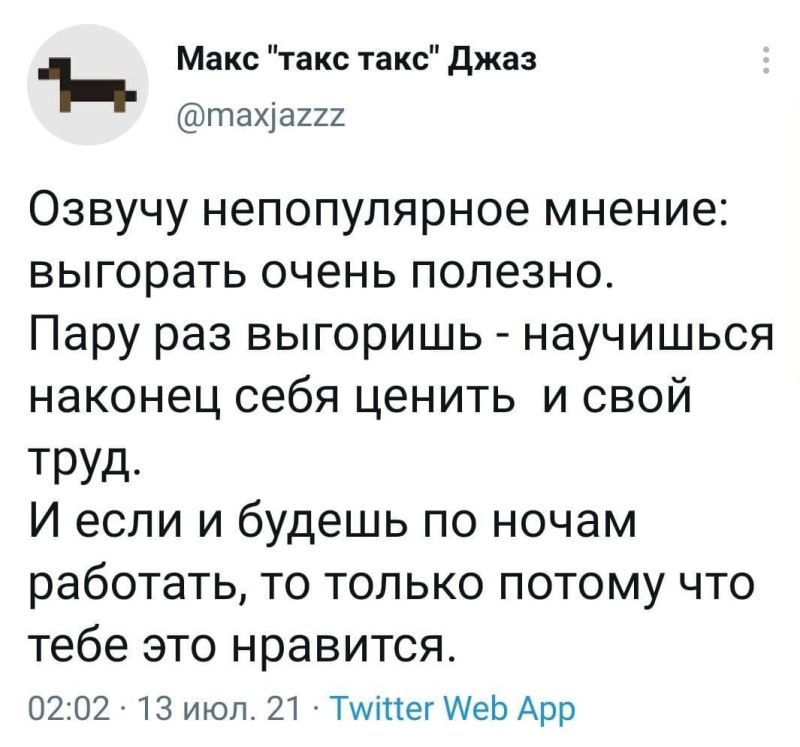 Макс "такс такс" Джаз
@maxjazzz
Озвучу непопулярное мнение:
выгорать очень полезно.
Пару раз выгоришь - научишься
наконец себя ценить  и свой
труд.
И если и будешь по ночам
работать, то только потому что
тебе это нравится.
02:02 · 13 июл. 21 · Twitter Web App